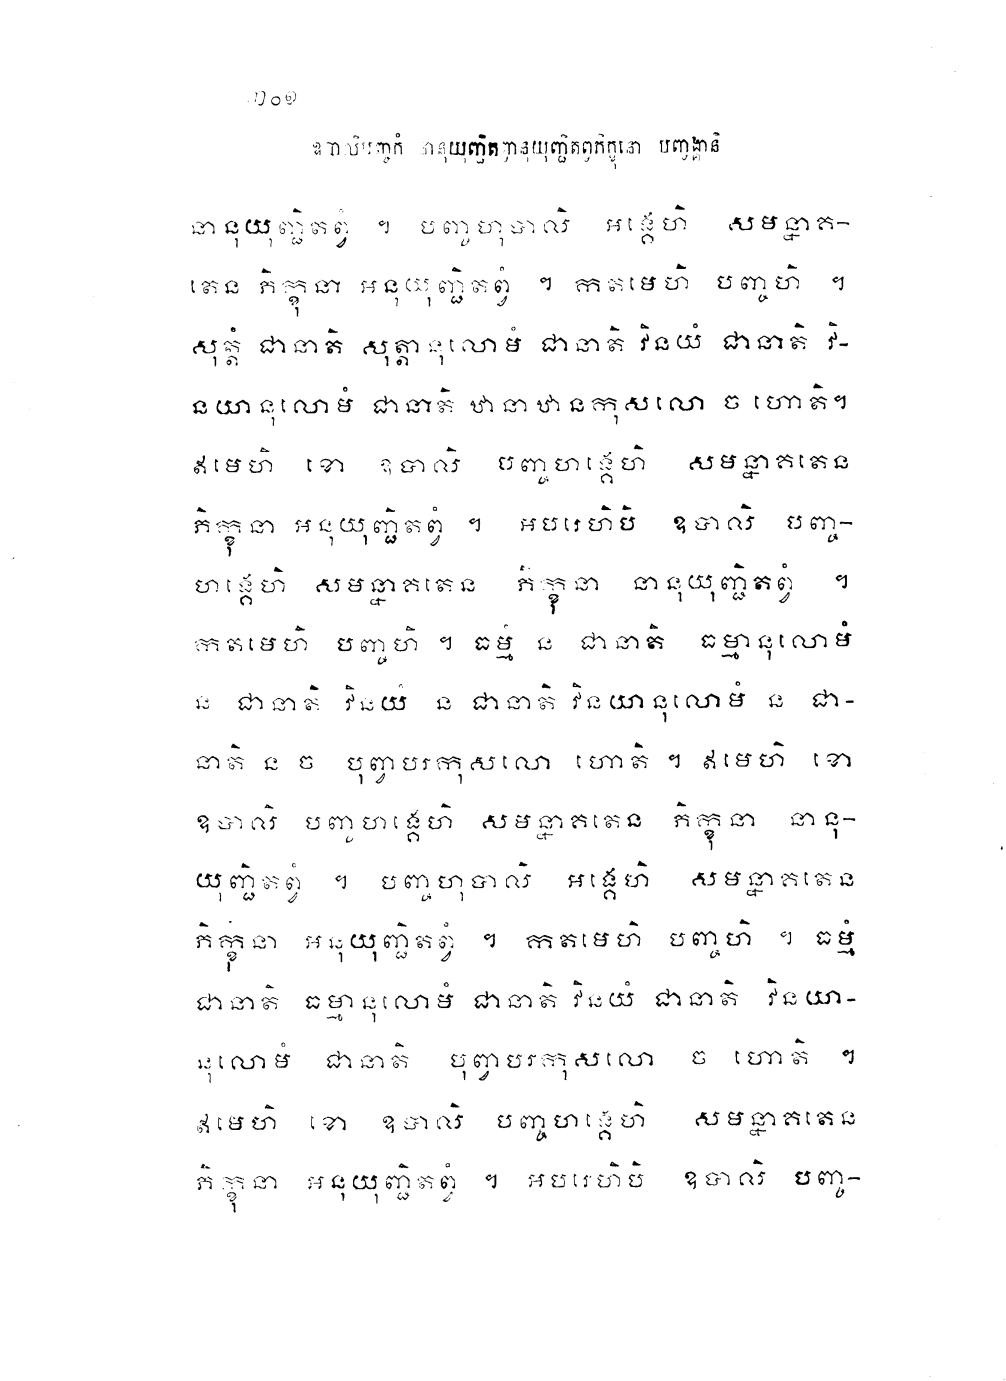 ឧបាលិបញ្ចកំ នានុយុញ្ជិតព្វានុយុញ្ជិតព្វភិក្ខុនោ បញ្ចង្គានិ
នានុយុញ្ជិតព្វំ ។ បញ្ចហុបាលិ អង្គេហិ សមន្នាគ-
តេន ភិក្ខុនា អនុយុញ្ជិតព្វំ ។ កតមេហិ បញ្ចហិ ។
សុត្តំ ជានាតិ សុត្តានុលោមំ ជានាតិ វិនយំ ជានាតិ វិ-
នយានុលោមំ ជានាតិ ឋានាឋានកុសលោ ច ហោតិ។
ឥមេហិ ខោ ឧបាលិ បញ្ចហង្គេហិ សមន្នាគតេន
ភិក្ខុនា អនុយុញ្ជិតព្វំ ។ អបរេហិបិ ឧបាលិ បញ្ច-
ហង្គេហិ សមន្នាគតេន ភិក្ខុនា នានុយុញ្ជិតព្វំ ។
កតមេហិ បញ្ចហិ ។ ធម្មំ ន ជានាតិ ធម្មានុលោមំ
ន ជានាតិ វិនយំ ន ជានាតិ វិនយានុលោមំ ន ជា-
នាតិ ន ច បុព្វាបរកុសលោ ហោតិ ។ ឥមេហិ ខោ
ឧបាលិ បញ្ចហង្គេហិ សមន្នាគតេន ភិក្ខុនា នានុ-
យុញ្ជិតព្វំ ។ បញ្ចហុបាលិ អង្គេហិ សមន្នាគតេន
ភិក្ខុនា អនុយុញ្ជិតព្វំ ។ កតមេហិ បញ្ចហិ ។ ធម្មំ
ជានាតិ ធម្មានុលោមំ ជានាតិ វិនយំ ជានាតិ វិនយា-
នុលោមំ ជានាតិ បុព្វាបរកុសលោ ច ហោតិ ។
ឥមេហិ ខោ ឧបាលិ បញ្ចហង្គេហិ សមន្នាគតេន
ភិក្ខុនា អនុយុញ្ជិតព្វំ ។ អបរេហិបិ ឧបាលិ បញ្ច-